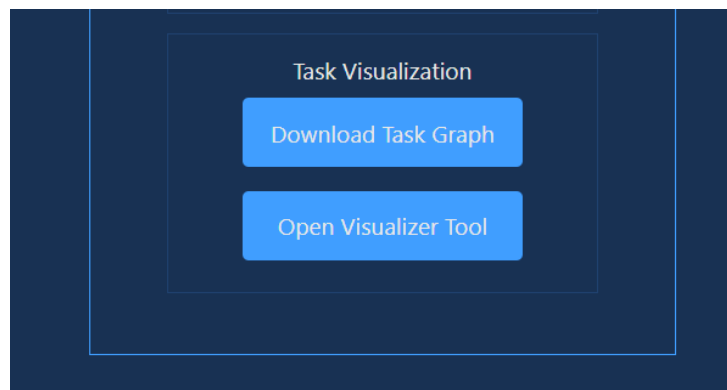 Task Visualization
Download Task Graph
Open Visualizer Tool